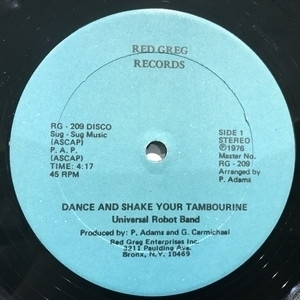 RED GREG
RECORDS
RG - 209 DISCO
Sug - Sug Music
(ASCAP)
P. A. P.
(ASCAP)
TIME: 4:17
45 RPM
SIDE 1
STEREO
℗1976
Master No.
RG - 209
Arranged by
P. Adams
DANCE AND SHAKE YOUR TAMBOURINE
Universal Robot Band
Produced by: P. Adams and G. Carmichael
Red Greg Enterprises Inc.
3211 Paulding Ave.
Bronx, N.Y. 10469